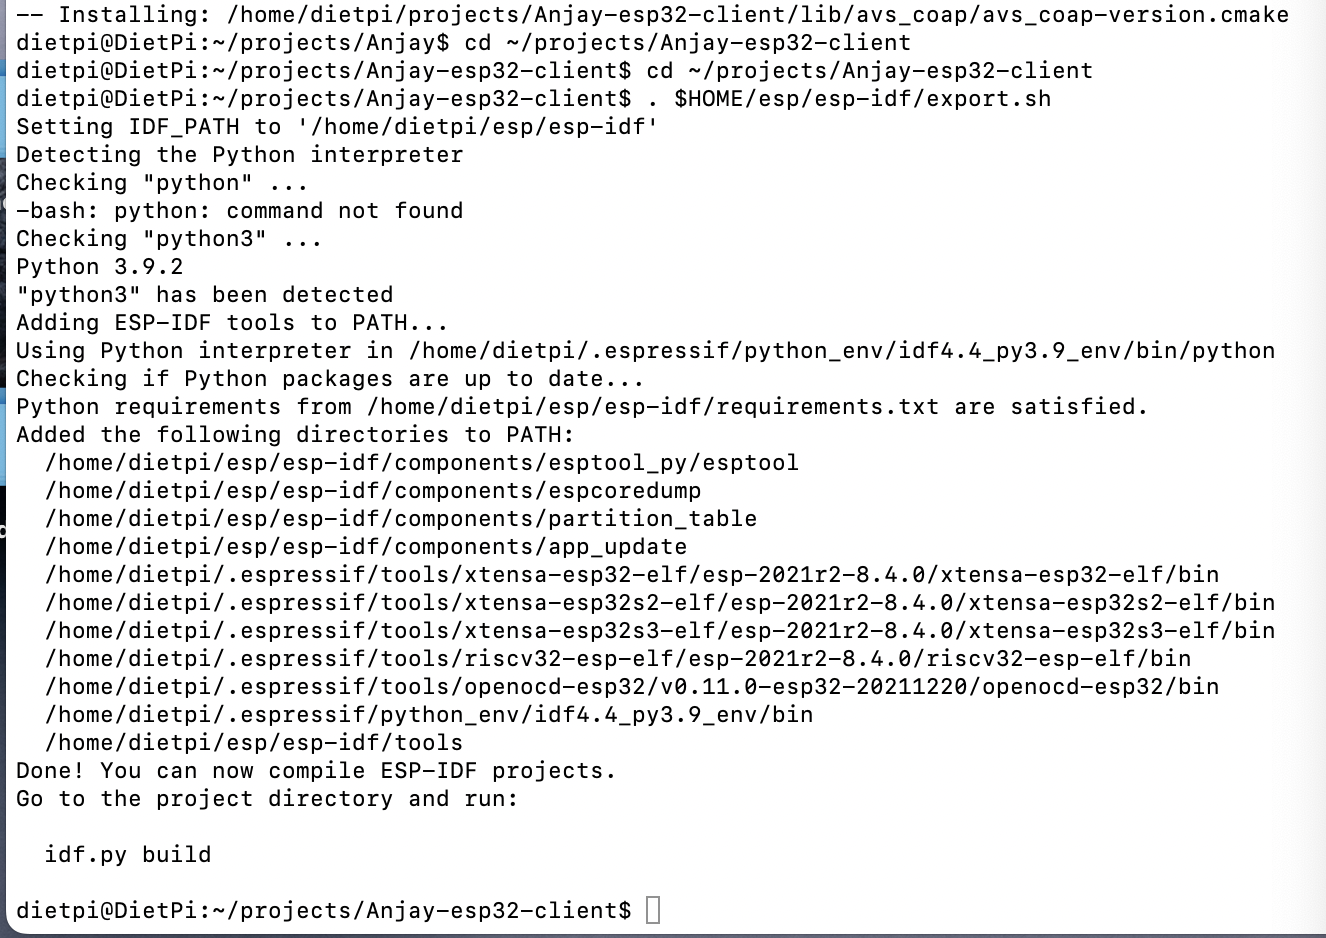 -- Installing: /home/dietpi/projects/Anjay-esp32-client/lib/avs_coap/avs_coap-version.cmake
dietpi@DietPi:~/projects/Anjay$ cd ~/projects/Anjay-esp32-client
dietpi@DietPi:~/projects/Anjay-esp32-client$ cd ~/projects/Anjay-esp32-client
dietpi@DietPi:~/projects/Anjay-esp32-client$ . $HOME/esp/esp-idf/export.sh
Setting IDF_PATH to '/home/dietpi/esp/esp-idf'
Detecting the Python interpreter
Checking "python" ...
-bash: python: command not found
Checking "python3" ...
Python 3.9.2
"python3" has been detected
Adding ESP-IDF tools to PATH...
Using Python interpreter in /home/dietpi/.espressif/python_env/idf4.4_py3.9_env/bin/python
Checking if Python packages are up to date...
Python requirements from /home/dietpi/esp/esp-idf/requirements.txt are satisfied.
Added the following directories to PATH:
  /home/dietpi/esp/esp-idf/components/esptool_py/esptool
  /home/dietpi/esp/esp-idf/components/espcoredump
  /home/dietpi/esp/esp-idf/components/partition_table
  /home/dietpi/esp/esp-idf/components/app_update
  /home/dietpi/.espressif/tools/xtensa-esp32-elf/esp-2021r2-8.4.0/xtensa-esp32-elf/bin
  /home/dietpi/.espressif/tools/xtensa-esp32s2-elf/esp-2021r2-8.4.0/xtensa-esp32s2-elf/bin
  /home/dietpi/.espressif/tools/xtensa-esp32s3-elf/esp-2021r2-8.4.0/xtensa-esp32s3-elf/bin
  /home/dietpi/.espressif/tools/riscv32-esp-elf/esp-2021r2-8.4.0/riscv32-esp-elf/bin
  /home/dietpi/.espressif/tools/openocd-esp32/v0.11.0-esp32-20211220/openocd-esp32/bin
  /home/dietpi/.espressif/python_env/idf4.4_py3.9_env/bin
  /home/dietpi/esp/esp-idf/tools
Done! You can now compile ESP-IDF projects.
Go to the project directory and run:

  idf.py build

dietpi@DietPi:~/projects/Anjay-esp32-client$